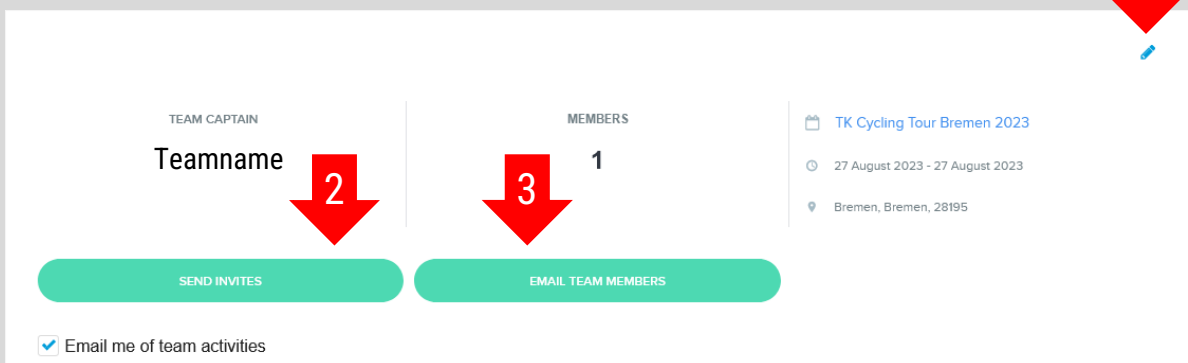 TEAM CAPTAIN
Teamname
MEMBERS
1
TK Cycling Tour Bremen 2023
27 August 2023 - 27 August 2023
Bremen, Bremen, 28195
2
3
SEND INVITES
EMAIL TEAM MEMBERS
Email me of team activities